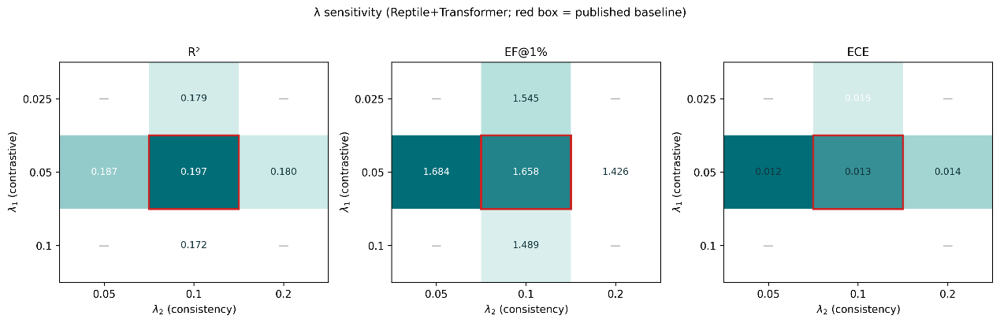 λ sensitivity (Reptile+Transformer; red box = published baseline)
R²
λ₁ (contrastive)
0.025 — 0.179 —
0.05 0.187 0.197 0.180
0.1 — 0.172 —
0.05 0.1 0.2
λ₂ (consistency)
EF@1%
λ₁ (contrastive)
0.025 — 1.545 —
0.05 1.684 1.658 1.426
0.1 — 1.489 —
0.05 0.1 0.2
λ₂ (consistency)
ECE
λ₁ (contrastive)
0.025 — 0.015 —
0.05 0.012 0.013 0.014
0.1 — —
0.05 0.1 0.2
λ₂ (consistency)